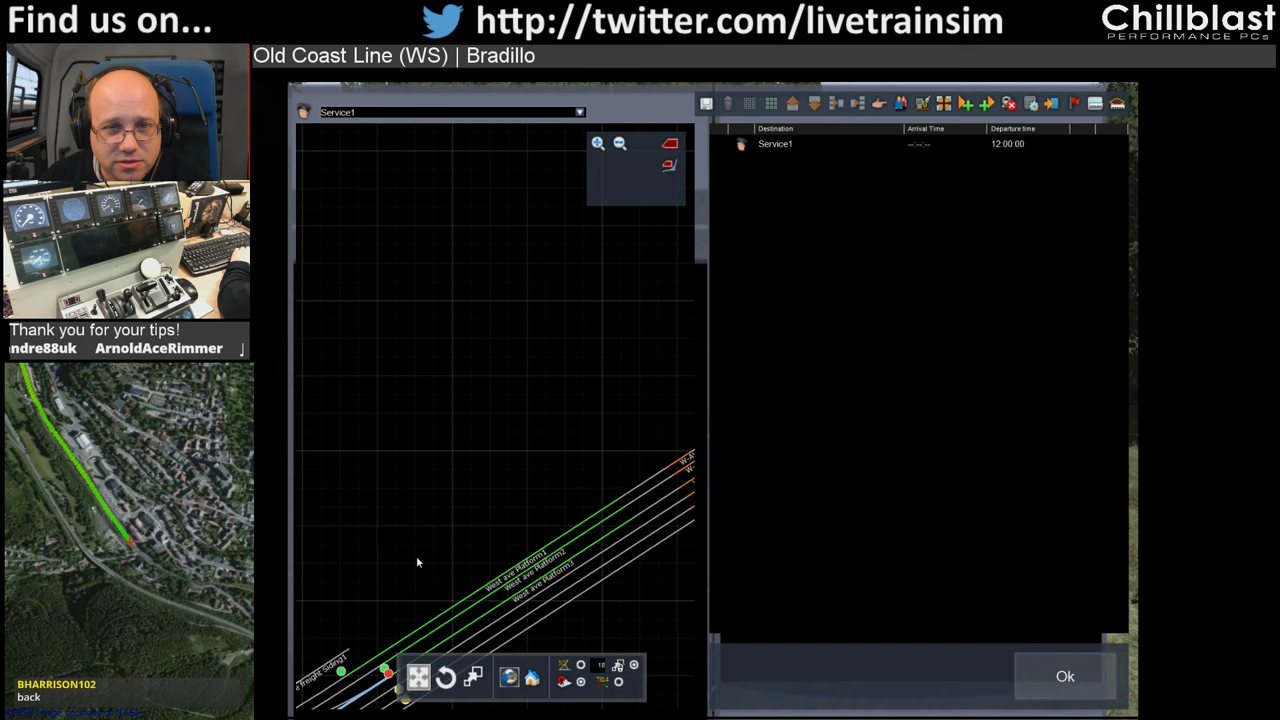 Find us on...
http://twitter.com/livetrainsim
Chillblast
PERFORMANCE PCs
Old Coast Line (WS) | Bradillo
Service1
Destination
Arrival Time
Departure time
Service1
--:--:--
12:00:00
Thank you for your tips!
ndre88uk ArnoldAceRimmer
West ave Platform1
West ave Platform2
West ave Platform3
freight Siding1
18
Ok
BHARRISON102
back